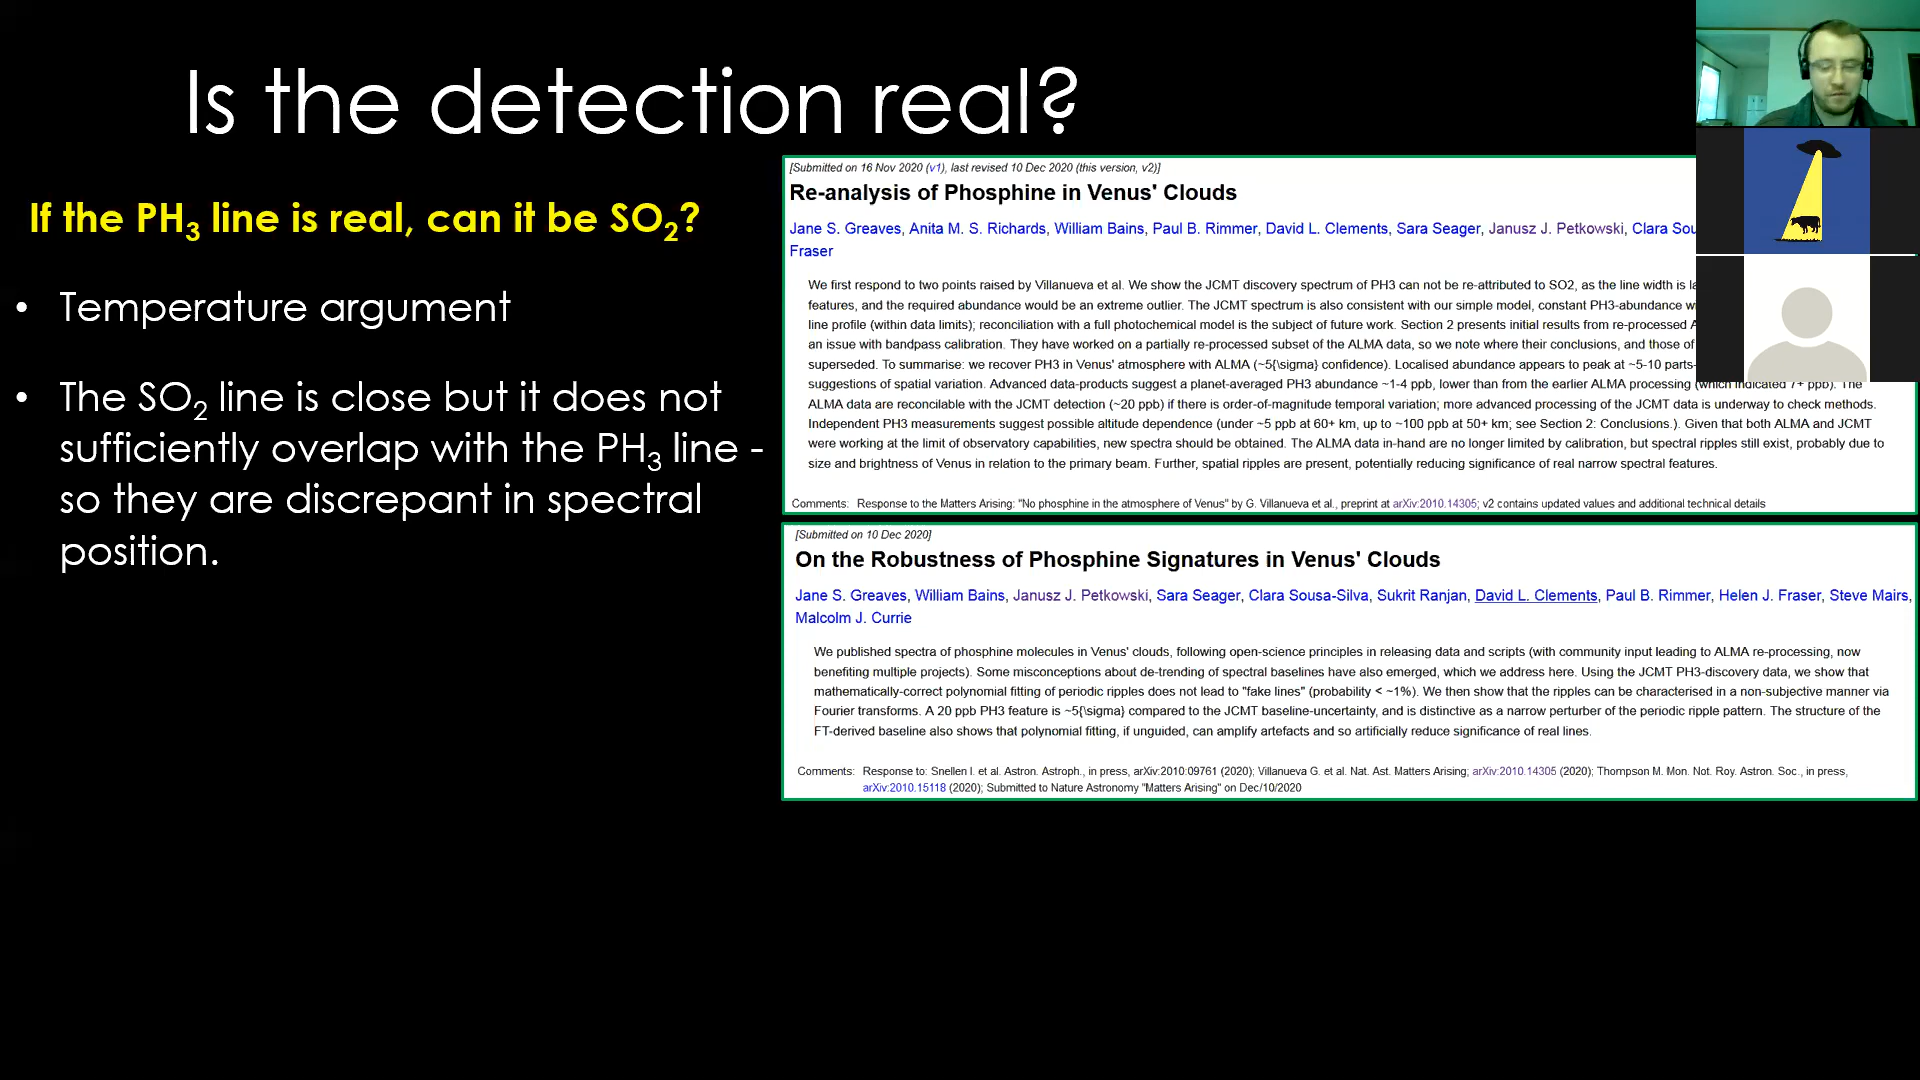 Is the detection real?
If the PH3 line is real, can it be SO2?
• Temperature argument
• The SO2 line is close but it does not
sufficiently overlap with the PH3 line -
so they are discrepant in spectral
position.
[Submitted on 16 Nov 2020 (v1), last revised 10 Dec 2020 (this version, v2)]
Re-analysis of Phosphine in Venus' Clouds
Jane S. Greaves, Anita M. S. Richards, William Bains, Paul B. Rimmer, David L. Clements, Sara Seager, Janusz J. Petkowski, Clara
Fraser
We first respond to two points raised by Villanueva et al. We show the JCMT discovery spectrum of PH3 can not be re-attributed to SO2, as the line width is
features, and the required abundance would be an extreme outlier. The JCMT spectrum is also consistent with our simple model, constant PH3-abundance
line profile (within data limits); reconciliation with a full photochemical model is the subject of future work. Section 2 presents initial results from re-processed
an issue with bandpass calibration. They have worked on a partially re-processed subset of the ALMA data, so we note where their conclusions, and those of
superseded. To summarise: we recover PH3 in Venus' atmosphere with ALMA (~5{\sigma} confidence). Localised abundance appears to peak at ~5-10 parts-
suggestions of spatial variation. Advanced data-products suggest a planet-averaged PH3 abundance ~1-4 ppb, lower than from the earlier ALMA processing (which indicated 7+ ppb). The
ALMA data are reconcilable with the JCMT detection (~20 ppb) if there is order-of-magnitude temporal variation; more advanced processing of the JCMT data is underway to check methods.
Independent PH3 measurements suggest possible altitude dependence (under ~5 ppb at 60+ km, up to ~100 ppb at 50+ km; see Section 2: Conclusions.). Given that both ALMA and JCMT
were working at the limit of observatory capabilities, new spectra should be obtained. The ALMA data in-hand are no longer limited by calibration, but spectral ripples still exist, probably due to
size and brightness of Venus in relation to the primary beam. Further, spatial ripples are present, potentially reducing significance of real narrow spectral features.
Comments: Response to the Matters Arising: "No phosphine in the atmosphere of Venus" by G. Villanueva et al., preprint at arXiv:2010.14305; v2 contains updated values and additional technical details
[Submitted on 10 Dec 2020]
On the Robustness of Phosphine Signatures in Venus' Clouds
Jane S. Greaves, William Bains, Janusz J. Petkowski, Sara Seager, Clara Sousa-Silva, Sukrit Ranjan, David L. Clements, Paul B. Rimmer, Helen J. Fraser, Steve Mairs,
Malcolm J. Currie
We published spectra of phosphine molecules in Venus' clouds, following open-science principles in releasing data and scripts (with community input leading to ALMA re-processing, now
benefiting multiple projects). Some misconceptions about de-trending of spectral baselines have also emerged, which we address here. Using the JCMT PH3-discovery data, we show that
mathematically-correct polynomial fitting of periodic ripples does not lead to "fake lines" (probability < ~1%). We then show that the ripples can be characterised in a non-subjective manner via
Fourier transforms. A 20 ppb PH3 feature is ~5{\sigma} compared to the JCMT baseline-uncertainty, and is distinctive as a narrow perturber of the periodic ripple pattern. The structure of the
FT-derived baseline also shows that polynomial fitting, if unguided, can amplify artefacts and so artificially reduce significance of real lines.
Comments: Response to: Snellen I. et al. Astron. Astroph., in press, arXiv:2010:09761 (2020); Villanueva G. et al. Nat. Ast. Matters Arising; arXiv:2010.14305 (2020); Thompson M. Mon. Not. Roy. Astron. Soc., in press,
arXiv:2010.15118 (2020); Submitted to Nature Astronomy "Matters Arising" on Dec/10/2020